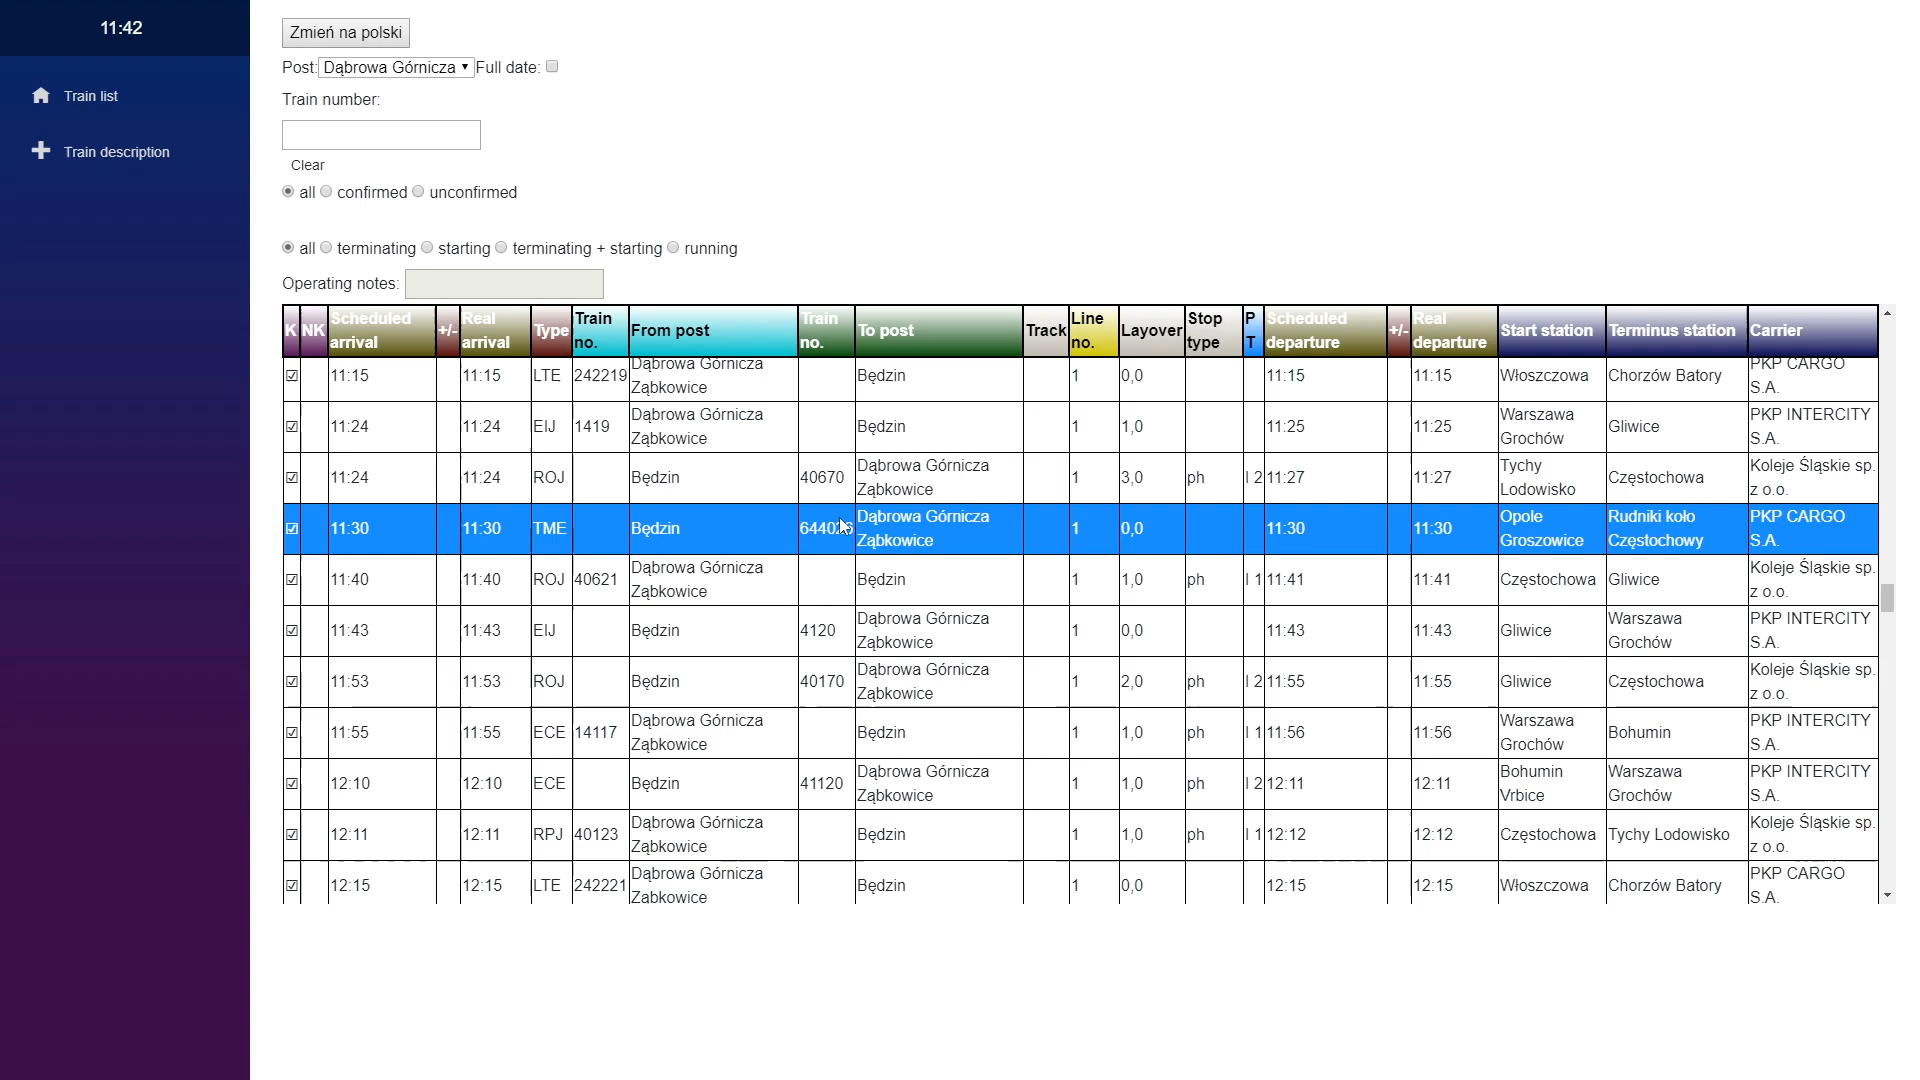 11:42
Train list
Train description
Zmień na polski
Post: Dąbrowa Górnicza Full date:
Train number:
Clear
all confirmed unconfirmed
all terminating starting terminating + starting running
Operating notes:
K NK Scheduled arrival +/- Real arrival Type Train no. From post Train no. To post Track Line no. Layover Stop type P T Scheduled departure +/- Real departure Start station Terminus station Carrier
11:15 11:15 LTE 242219 Dąbrowa Górnicza Ząbkowice Będzin 1 0,0 11:15 11:15 Włoszczowa Chorzów Batory PKP CARGO S.A.
11:24 11:24 EIJ 1419 Dąbrowa Górnicza Ząbkowice Będzin 1 1,0 11:25 11:25 Warszawa Grochów Gliwice PKP INTERCITY S.A.
11:24 11:24 ROJ Będzin 40670 Dąbrowa Górnicza Ząbkowice 1 3,0 ph I 2 11:27 11:27 Tychy Lodowisko Częstochowa Koleje Śląskie sp. z o.o.
11:30 11:30 TME Będzin Dąbrowa Górnicza Ząbkowice 1 0,0 11:30 11:30 Opole Groszowice Rudniki koło Częstochowy PKP CARGO S.A.
11:40 11:40 ROJ 40621 Dąbrowa Górnicza Ząbkowice Będzin 1 1,0 ph I 1 11:41 11:41 Częstochowa Gliwice Koleje Śląskie sp. z o.o.
11:43 11:43 EIJ Będzin 4120 Dąbrowa Górnicza Ząbkowice 1 0,0 11:43 11:43 Gliwice Warszawa Grochów PKP INTERCITY S.A.
11:53 11:53 ROJ Będzin 40170 Dąbrowa Górnicza Ząbkowice 1 2,0 ph I 2 11:55 11:55 Gliwice Częstochowa Koleje Śląskie sp. z o.o.
11:55 11:55 ECE 14117 Dąbrowa Górnicza Ząbkowice Będzin 1 1,0 ph I 1 11:56 11:56 Warszawa Grochów Bohumin PKP INTERCITY S.A.
12:10 12:10 ECE Będzin 41120 Dąbrowa Górnicza Ząbkowice 1 1,0 ph I 2 12:11 12:11 Bohumin Vrbice Warszawa Grochów PKP INTERCITY S.A.
12:11 12:11 RPJ 40123 Dąbrowa Górnicza Ząbkowice Będzin 1 1,0 ph I 1 12:12 12:12 Częstochowa Tychy Lodowisko Koleje Śląskie sp. z o.o.
12:15 12:15 LTE 242221 Dąbrowa Górnicza Ząbkowice Będzin 1 0,0 12:15 12:15 Włoszczowa Chorzów Batory PKP CARGO S.A.